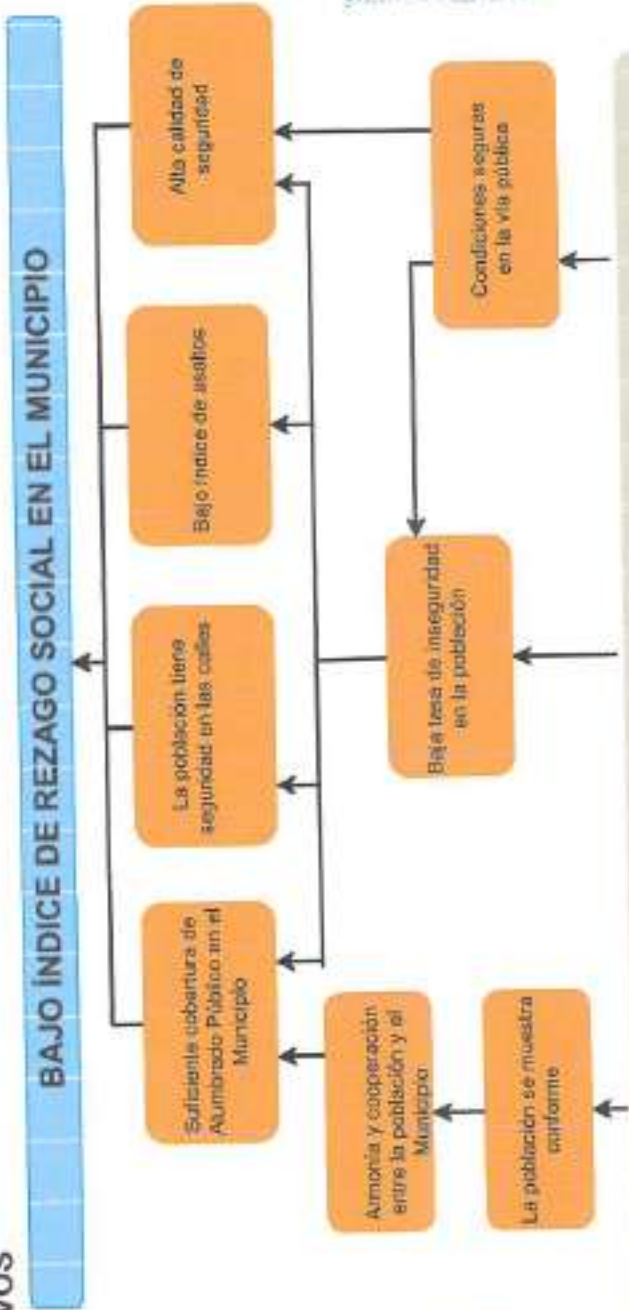 VOS
BAJO ÍNDICE DE REZAGO SOCIAL EN EL MUNICIPIO
Suficiente cobertura de
Alumbrado Público en el
Municipio
La población tiene
seguridad en las calles
Bajo índice de asaltos
Alta calidad de
seguridad
Armonía y cooperación
entre la población y el
Municipio
Baja tasa de inseguridad
en la población
Condiciones seguras
en la vía pública
La población se muestra
conforme